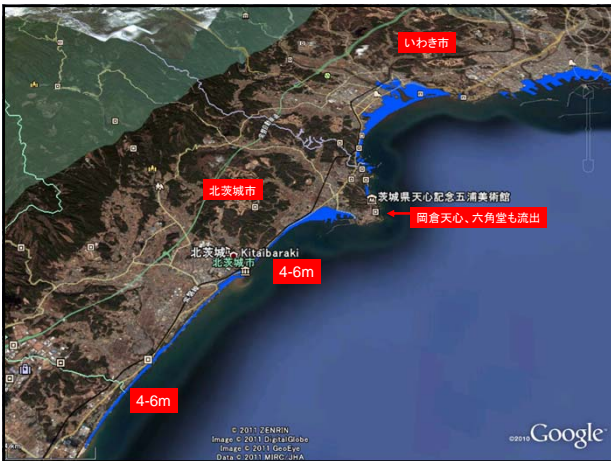 いわき市
茨城県天心記念五浦美術館
北茨城市
岡倉天心、六角堂も流出
北茨城 Kitaibaraki
北茨城市
4-6m
4-6m
© 2011 ZENRIN
Image © 2011 DigitalGlobe
Image © 2011 GeoEye
Data © 2011 MIRC/JHA
©2010 Google